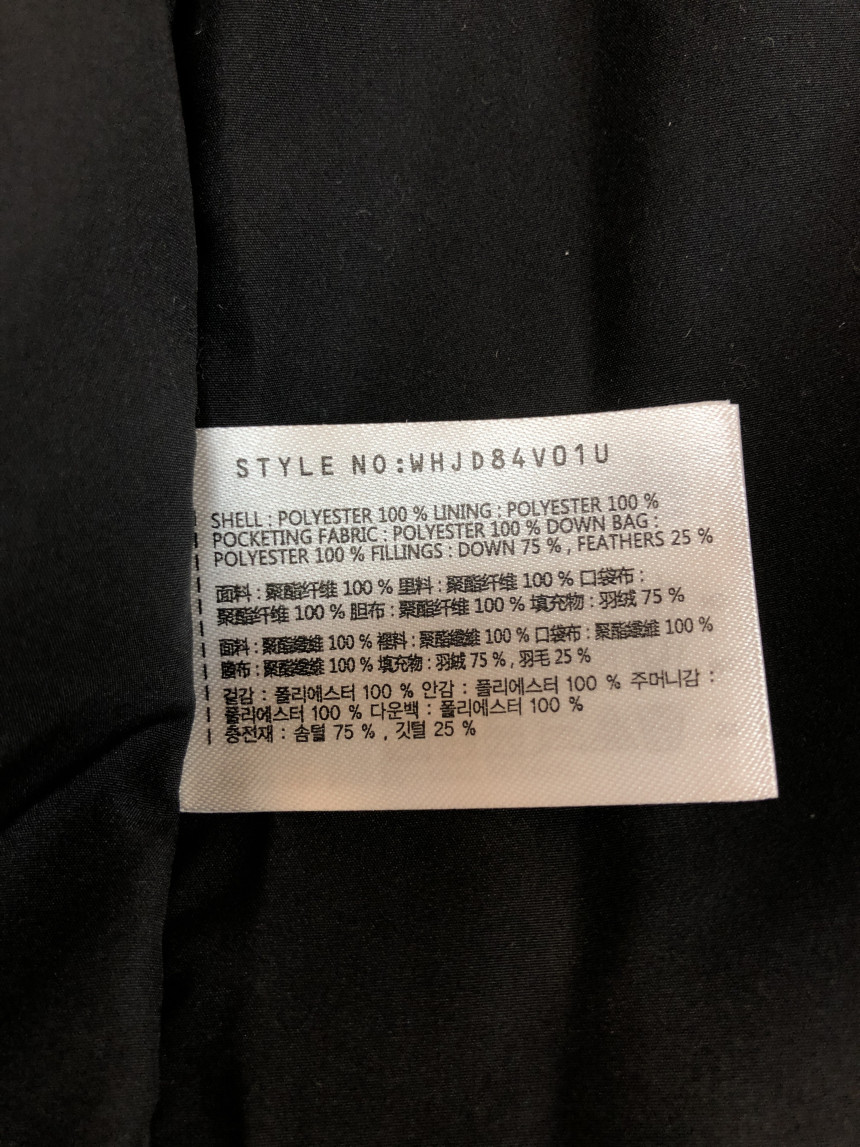 STYLE NO:WHJD84V01U
SHELL : POLYESTER 100 % LINING : POLYESTER 100 %
POCKETING FABRIC : POLYESTER 100 % DOWN BAG :
POLYESTER 100 % FILLINGS : DOWN 75 % , FEATHERS 25 %
面料 : 聚酯纤维 100 % 里料 : 聚酯纤维 100 % 口袋布 :
聚酯纤维 100 % 胆布 : 聚酯纤维 100 % 填充物 : 羽绒 75 %
面料 : 聚酯纖維 100 % 裡料 : 聚酯纖維 100 % 口袋布 : 聚酯纖維 100 %
膽布 : 聚酯纖維 100 % 填充物 : 羽絨 75 % , 羽毛 25 %
겉감 : 폴리에스터 100 % 안감 : 폴리에스터 100 % 주머니감 :
폴리에스터 100 % 다운백 : 폴리에스터 100 %
충전재 : 솜털 75 % , 깃털 25 %